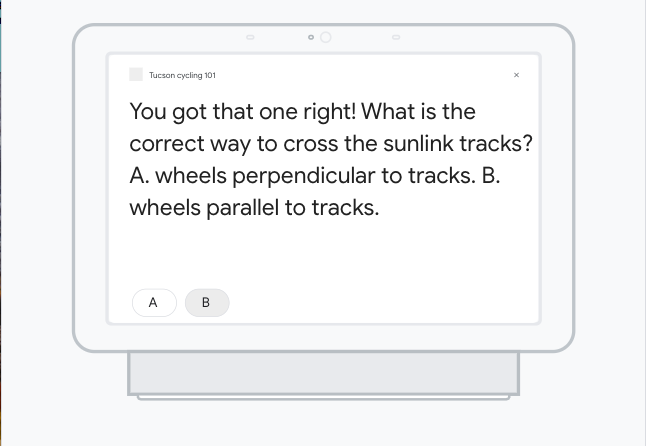 Tucson cycling 101
×
You got that one right! What is the
correct way to cross the sunlink tracks?
A. wheels perpendicular to tracks. B.
wheels parallel to tracks.
A
B